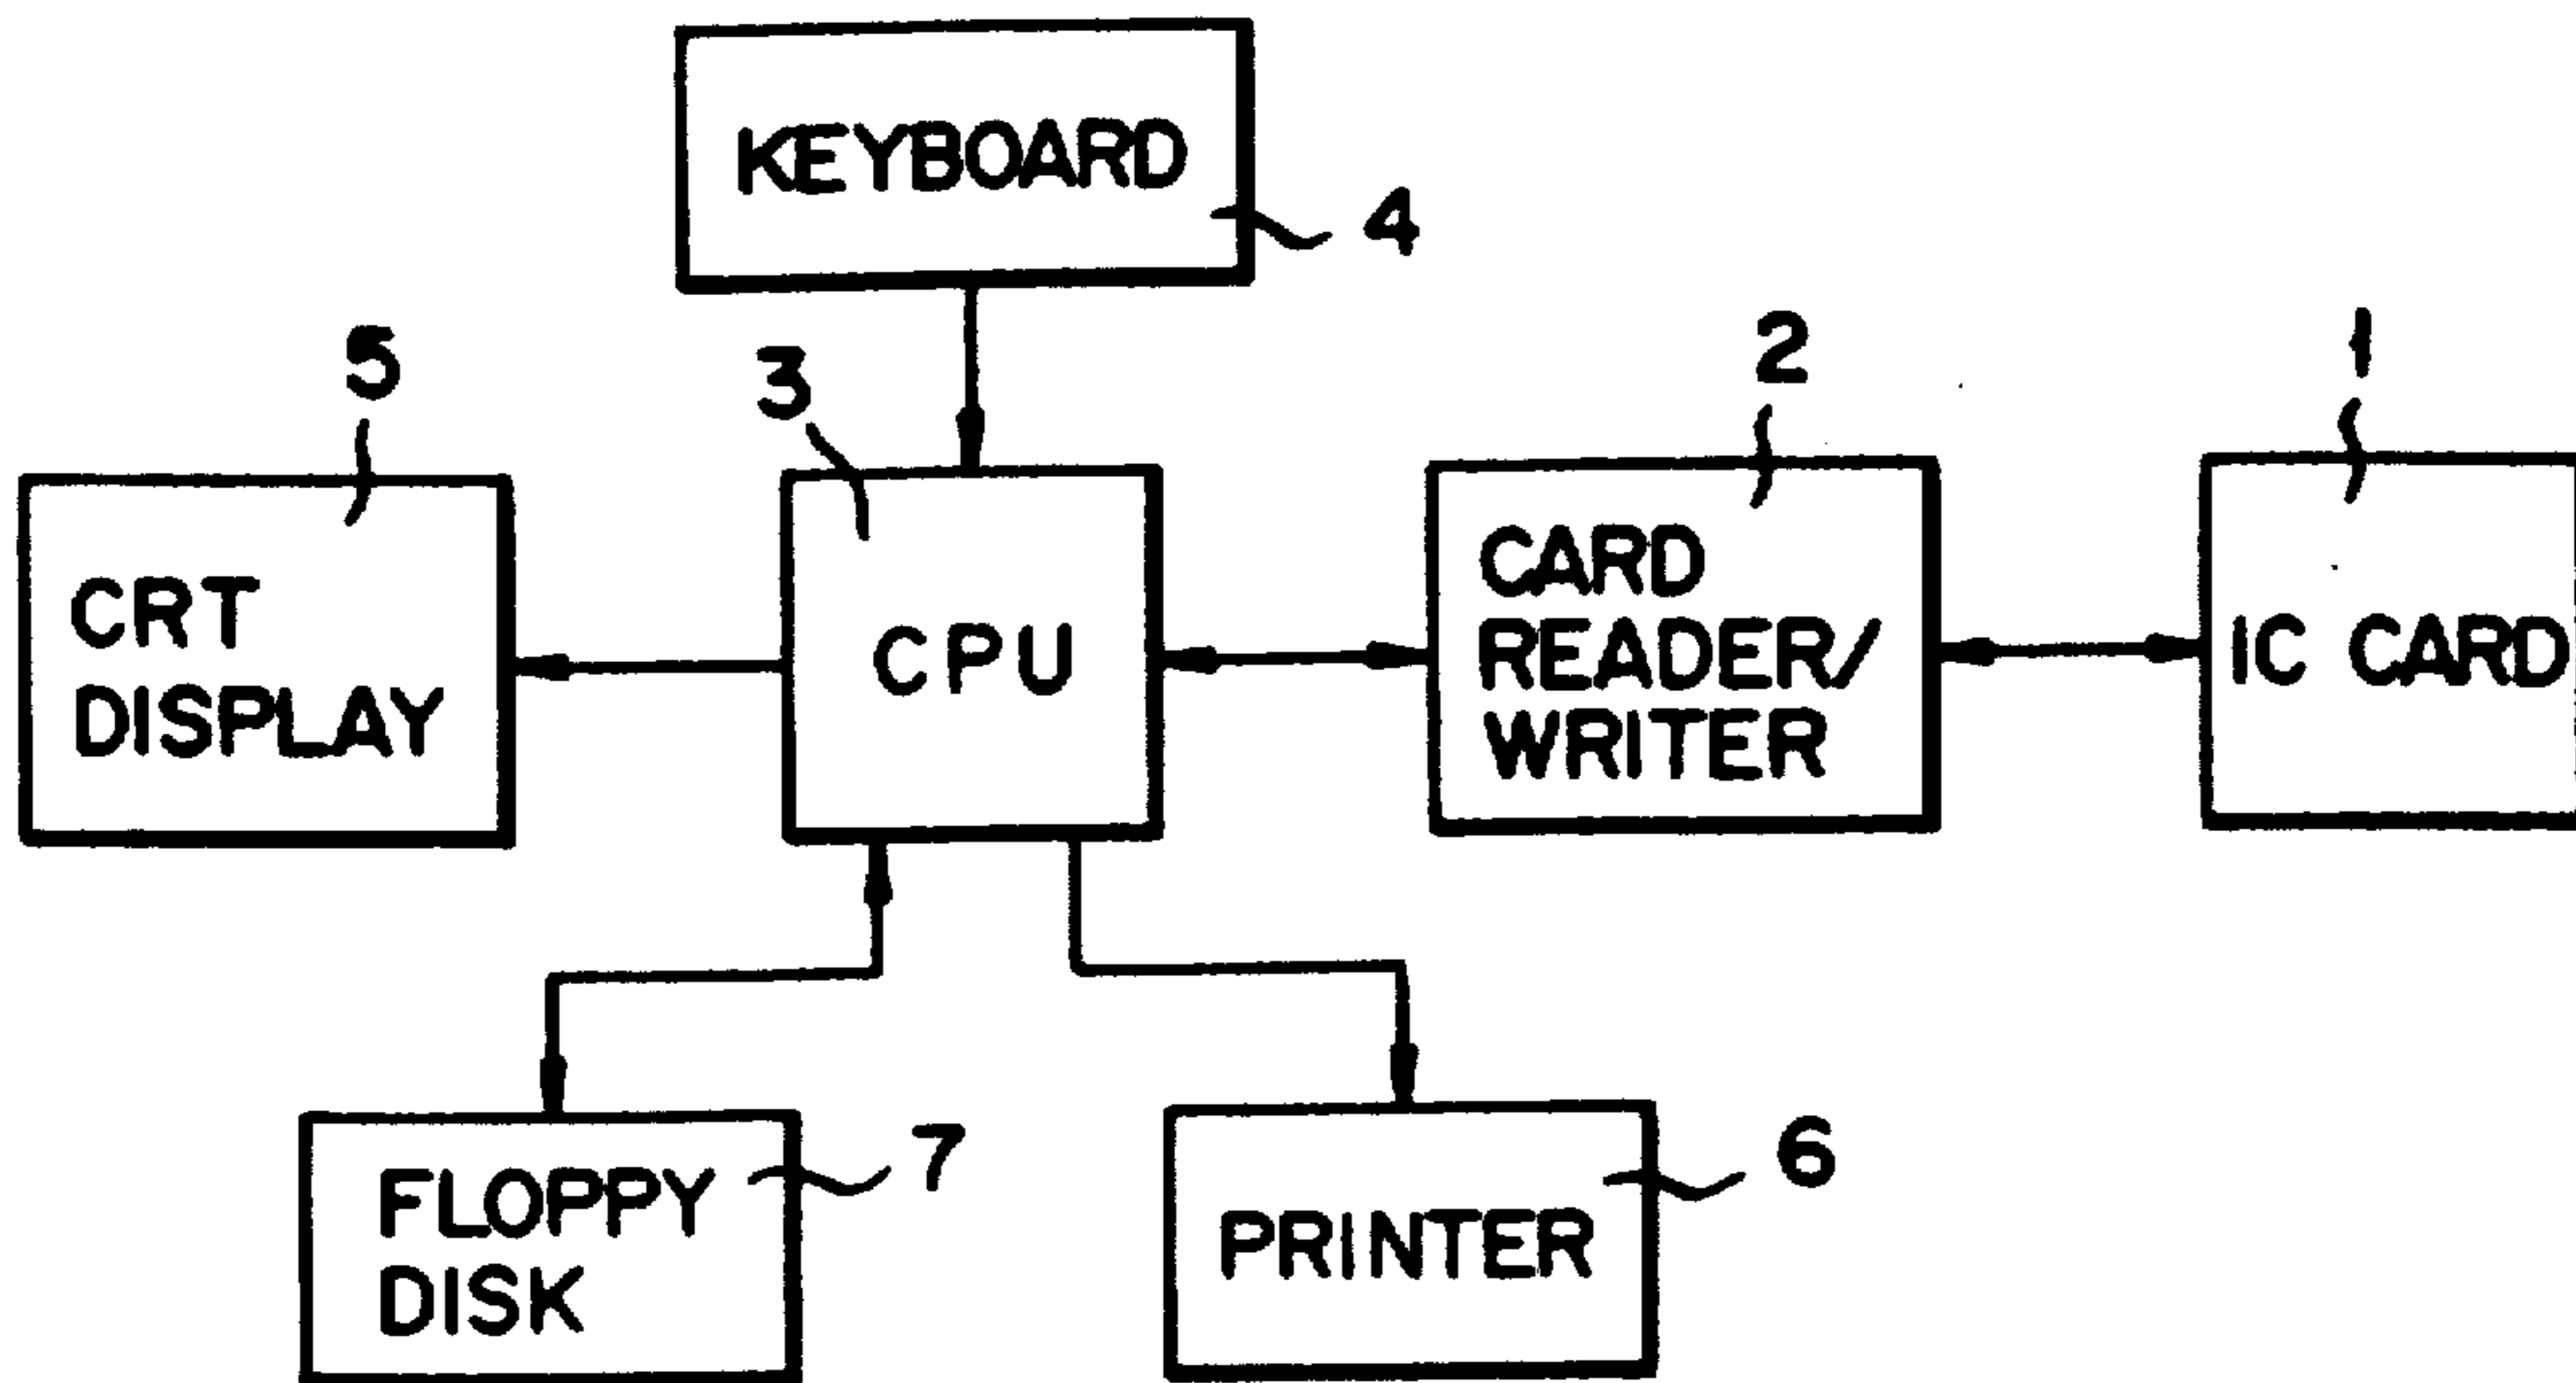 KEYBOARD
4
5
3
2
1
CRT
DISPLAY
CPU
CARD
READER/
WRITER
IC CARD
FLOPPY
DISK
7
PRINTER
6